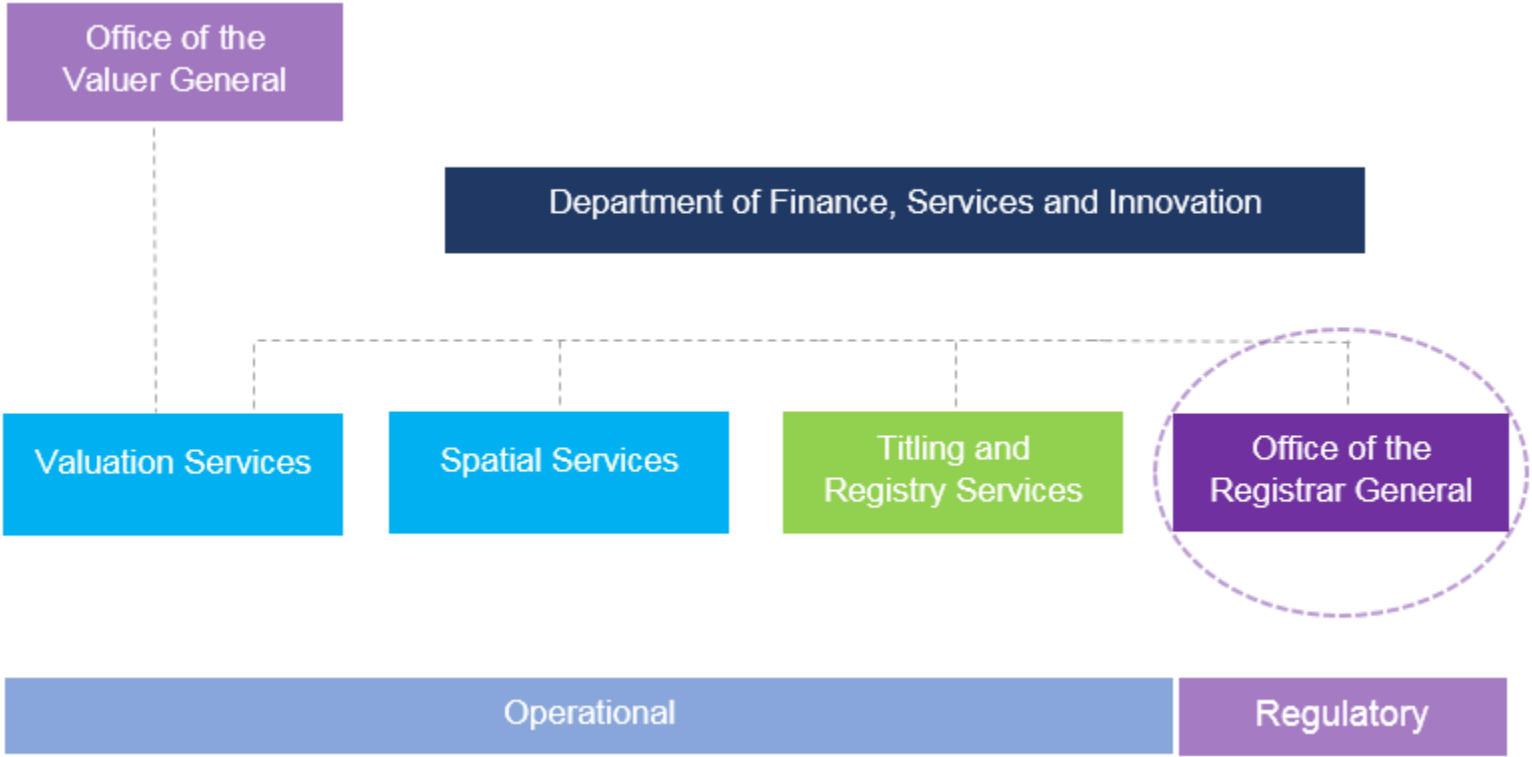 Office of the
Valuer General
Department of Finance, Services and Innovation
Valuation Services
Spatial Services
Titling and
Registry Services
Office of the
Registrar General
Operational
Regulatory